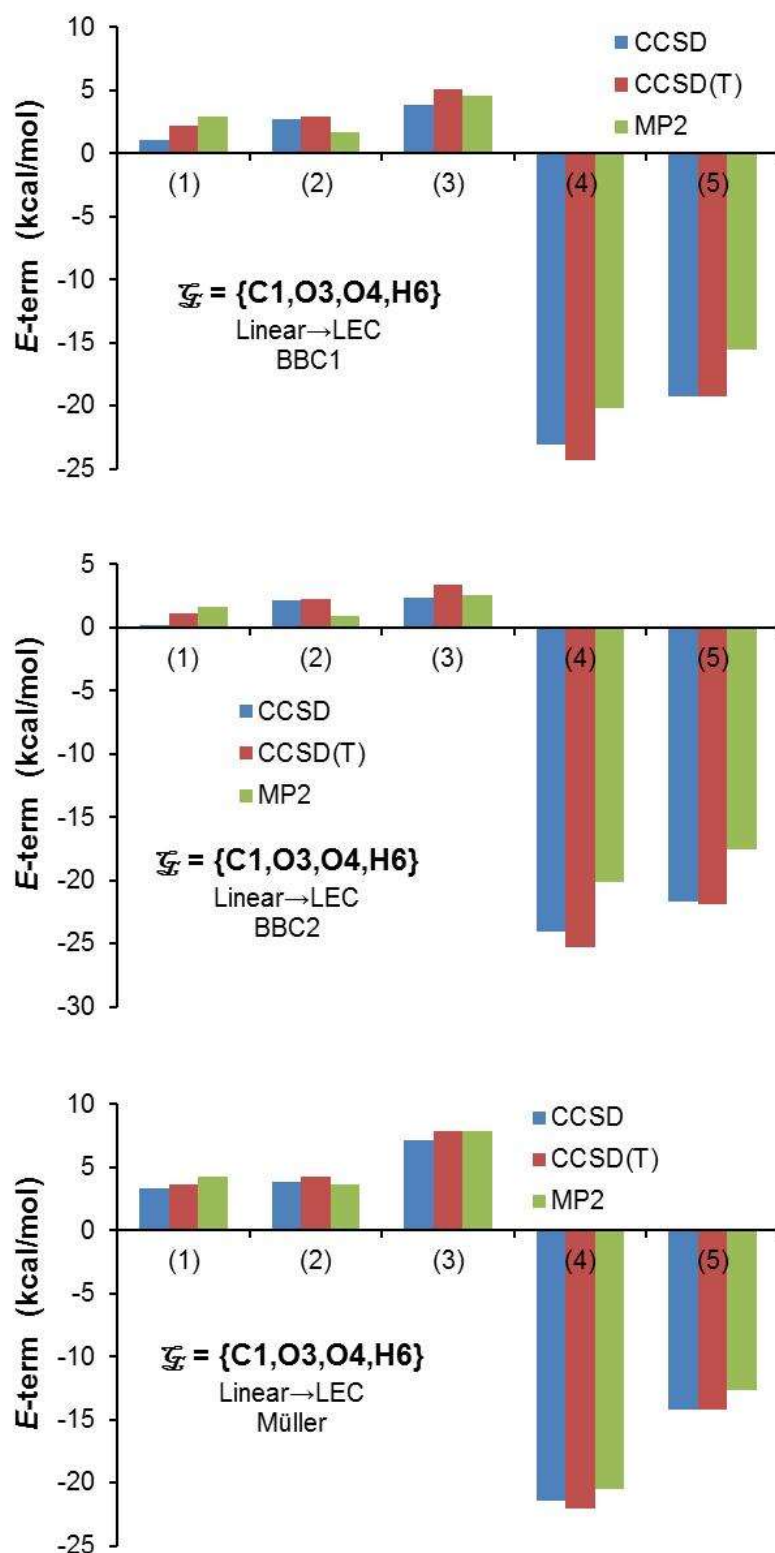 10
5
0
-5
-10
-15
-20
-25
E-term (kcal/mol)
CCSD
CCSD(T)
MP2
(1) (2) (3) (4) (5)
𝒢 = {C1,O3,O4,H6}
Linear→LEC
BBC1
5
0
-5
-10
-15
-20
-25
-30
E-term (kcal/mol)
(1) (2) (3) (4) (5)
CCSD
CCSD(T)
MP2
𝒢 = {C1,O3,O4,H6}
Linear→LEC
BBC2
10
5
0
-5
-10
-15
-20
-25
E-term (kcal/mol)
CCSD
CCSD(T)
MP2
(1) (2) (3) (4) (5)
𝒢 = {C1,O3,O4,H6}
Linear→LEC
Müller